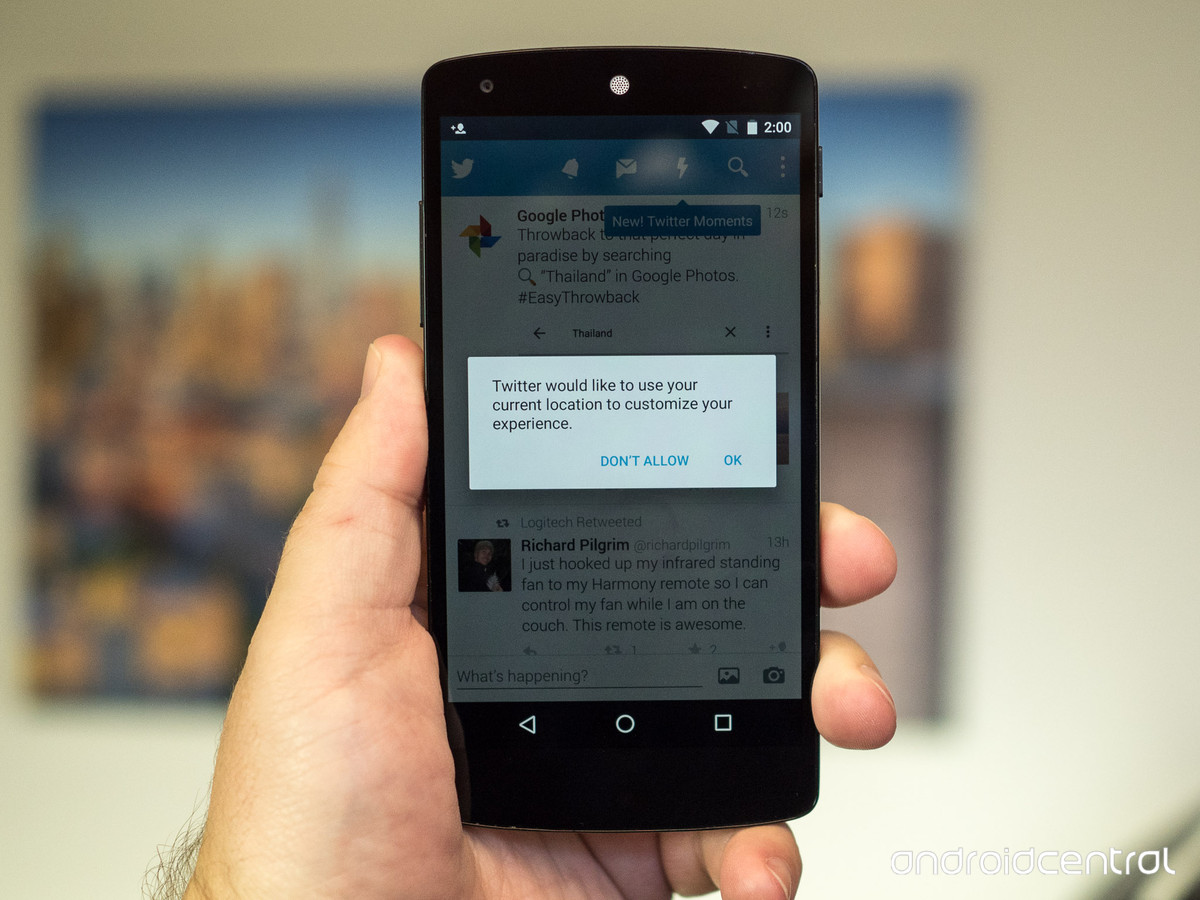 2:00
Google Phot
12s
New! Twitter Moments
Throwback to that perfect day in
paradise by searching
"Thailand" in Google Photos.
#EasyThrowback
Thailand
Twitter would like to use your
current location to customize your
experience.
DON'T ALLOW OK
Logitech Retweeted
Richard Pilgrim @richardpilgrim 13h
I just hooked up my infrared standing
fan to my Harmony remote so I can
control my fan while I am on the
couch. This remote is awesome.
1 2
What's happening?
androidcentral